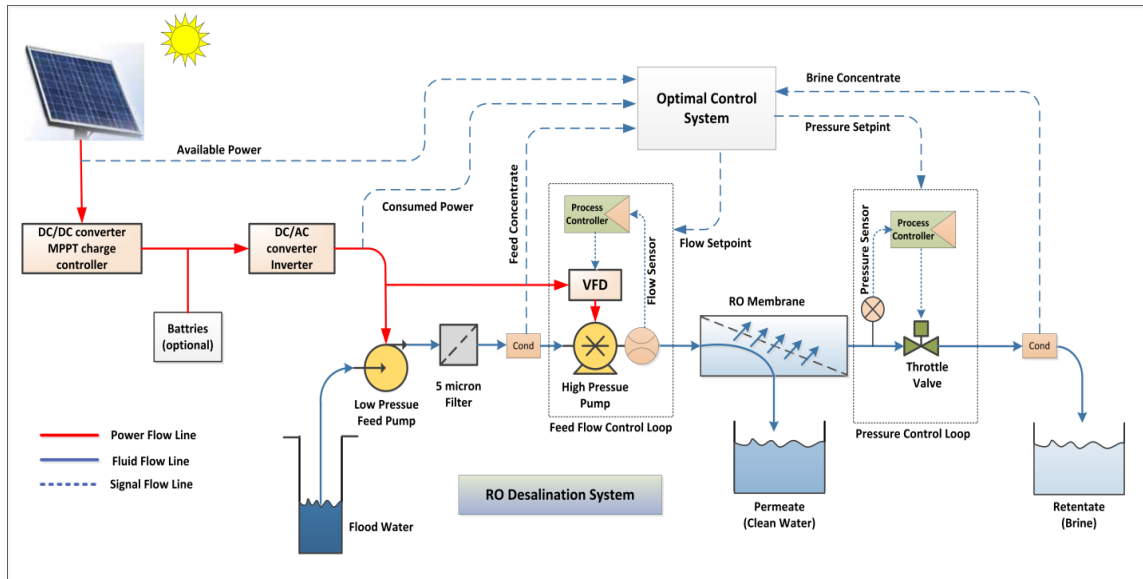 Optimal Control
System
Brine Concentrate
Pressure Setpint
Available Power
Consumed Power
Feed Concentrate
Flow Setpoint
DC/DC converter
MPPT charge
controller
DC/AC
converter
Inverter
Battries
(optional)
Process
Controller
Flow Sensor
VFD
Pressure Sensor
Process
Controller
RO Membrane
Cond
Cond
Low Pressue
Feed Pump
5 micron
Filter
High Pressue
Pump
Feed Flow Control Loop
Throttle
Valve
Pressure Control Loop
Power Flow Line
Fluid Flow Line
Signal Flow Line
Flood Water
RO Desalination System
Permeate
(Clean Water)
Retentate
(Brine)